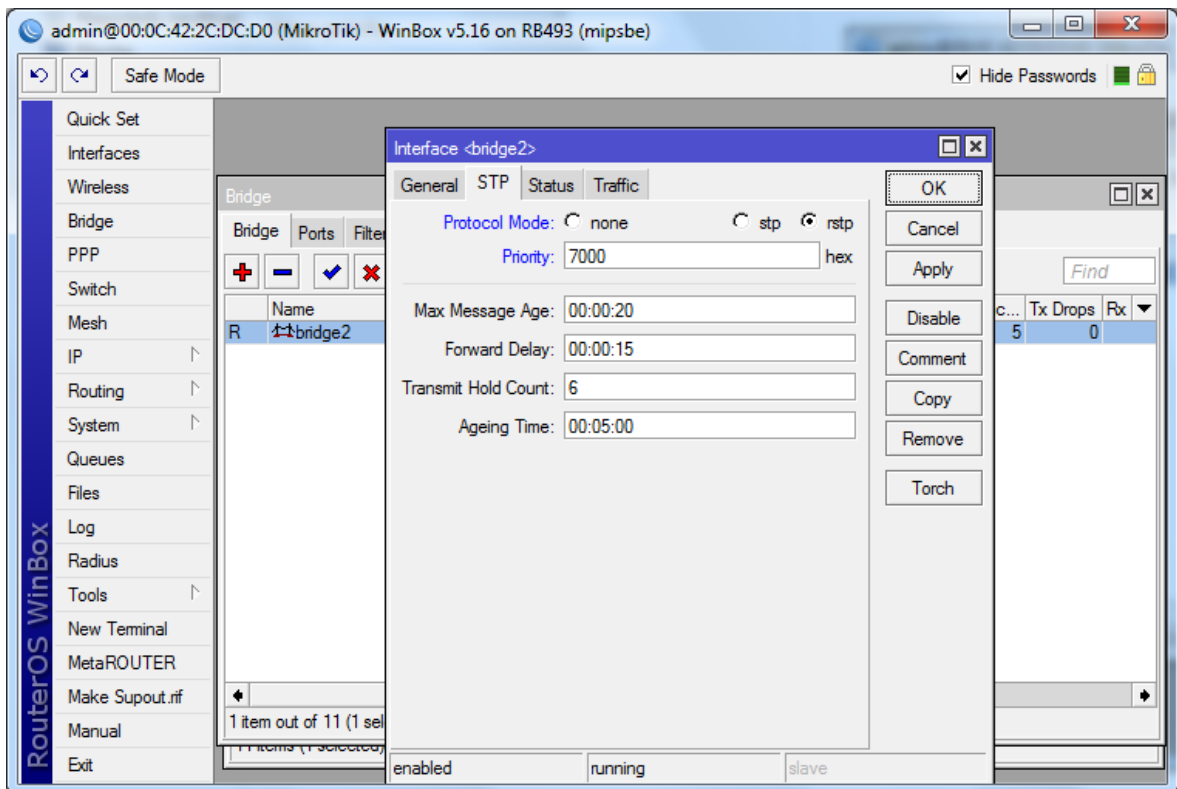 admin@00:0C:42:2C:DC:D0 (MikroTik) - WinBox v5.16 on RB493 (mipsbe)
Safe Mode
Hide Passwords
RouterOS WinBox
Quick Set
Interfaces
Wireless
Bridge
PPP
Switch
Mesh
IP
Routing
System
Queues
Files
Log
Radius
Tools
New Terminal
MetaROUTER
Make Supout.rif
Manual
Exit
Bridge
Bridge Ports Filter
Find
Name
c... Tx Drops Rx
R bridge2
5 0
1 item out of 11 (1 sel
11 items (1 selected)
Interface <bridge2>
General STP Status Traffic
Protocol Mode: none stp rstp
Priority: 7000 hex
Max Message Age: 00:00:20
Forward Delay: 00:00:15
Transmit Hold Count: 6
Ageing Time: 00:05:00
OK
Cancel
Apply
Disable
Comment
Copy
Remove
Torch
enabled running slave